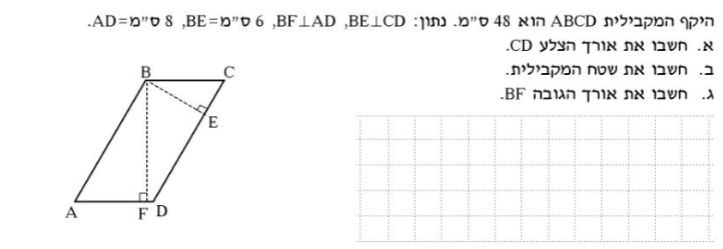 היקף המקבילית ABCD הוא 48 ס״מ. נתון: BE⊥CD, BF⊥AD, 6 ס״מ=BE, 8 ס״מ=AD.
א. חשבו את אורך הצלע CD.
ב. חשבו את שטח המקבילית.
ג. חשבו את אורך הגובה BF.
B C
E
A F D